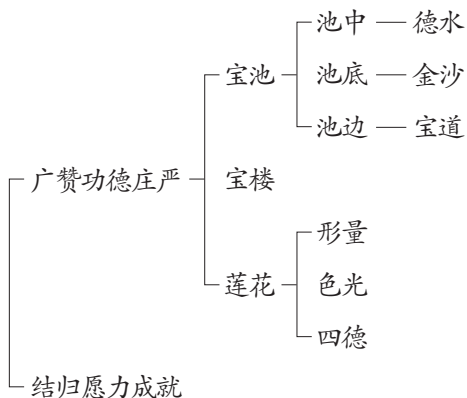 池中 德水
宝池 池底 金沙
池边 宝道
广赞功德庄严 宝楼
形量
莲花 色光
四德
结归愿力成就